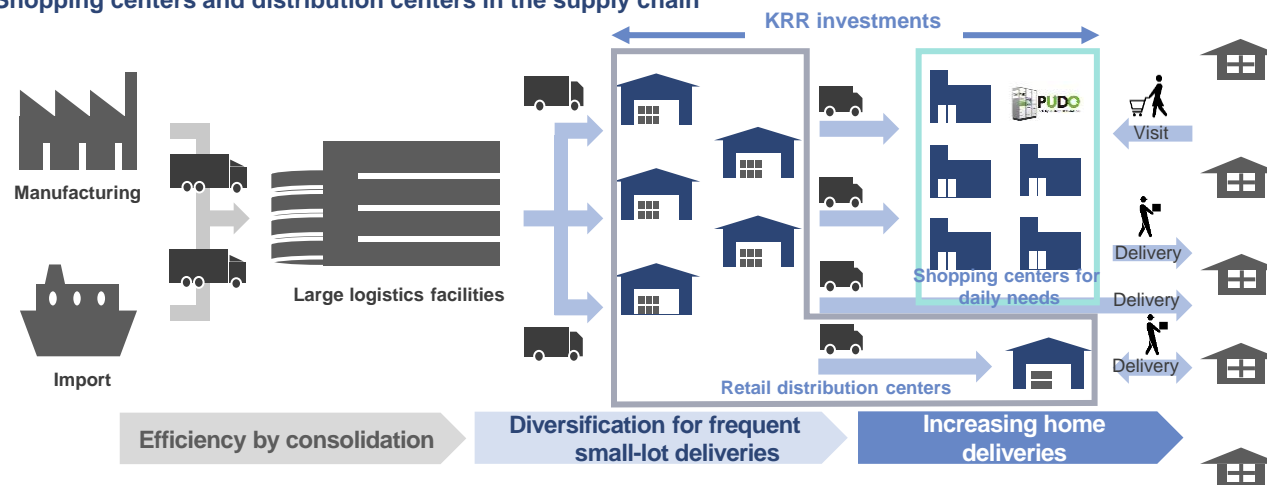 Shopping centers and distribution centers in the supply chain
KRR investments
PUDO
Visit
Manufacturing
Delivery
Large logistics facilities
Shopping centers for
daily needs
Delivery
Import
Delivery
Retail distribution centers
Efficiency by consolidation
Diversification for frequent
small-lot deliveries
Increasing home
deliveries